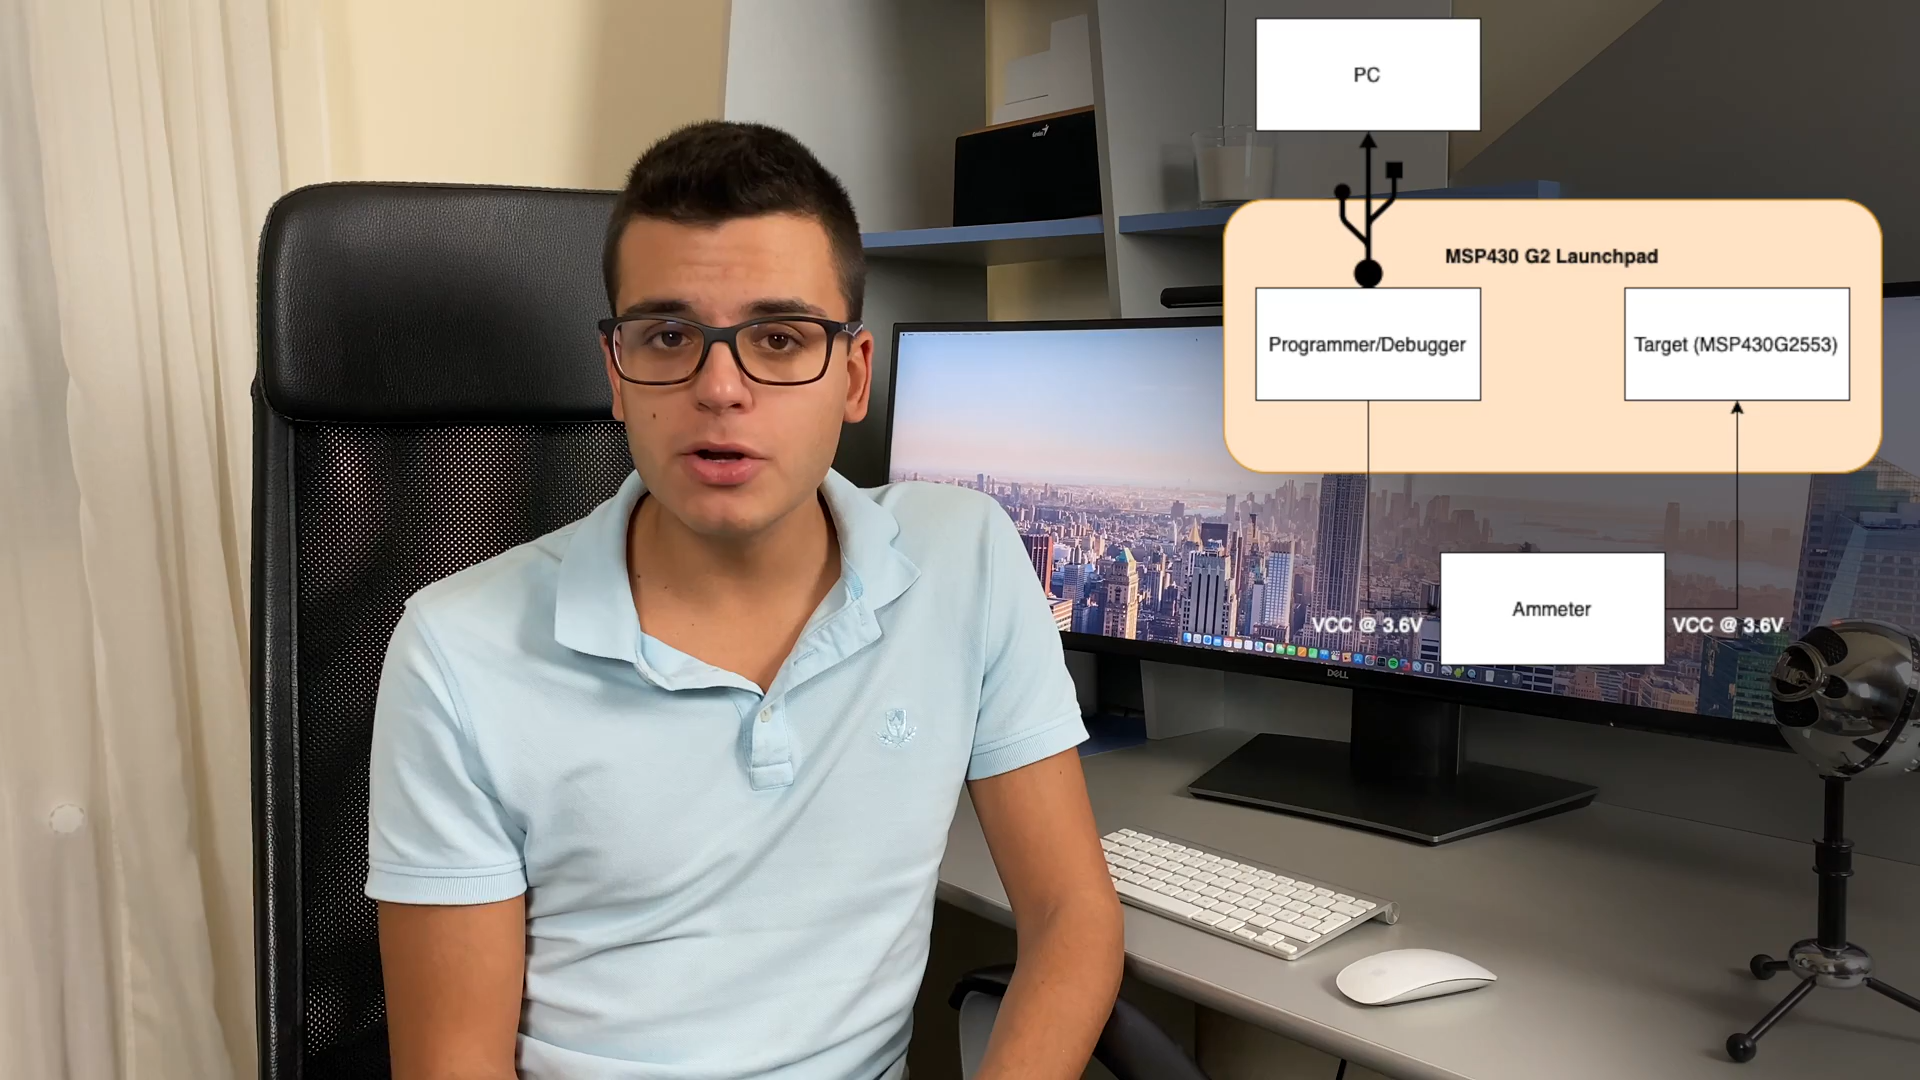 PC
MSP430 G2 Launchpad
Programmer/Debugger
Target (MSP430G2553)
Ammeter
VCC @ 3.6V
VCC @ 3.6V
DELL